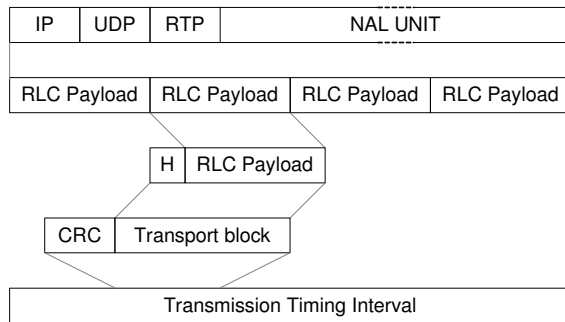 IP UDP RTP NAL UNIT
RLC Payload RLC Payload RLC Payload RLC Payload
H RLC Payload
CRC Transport block
Transmission Timing Interval